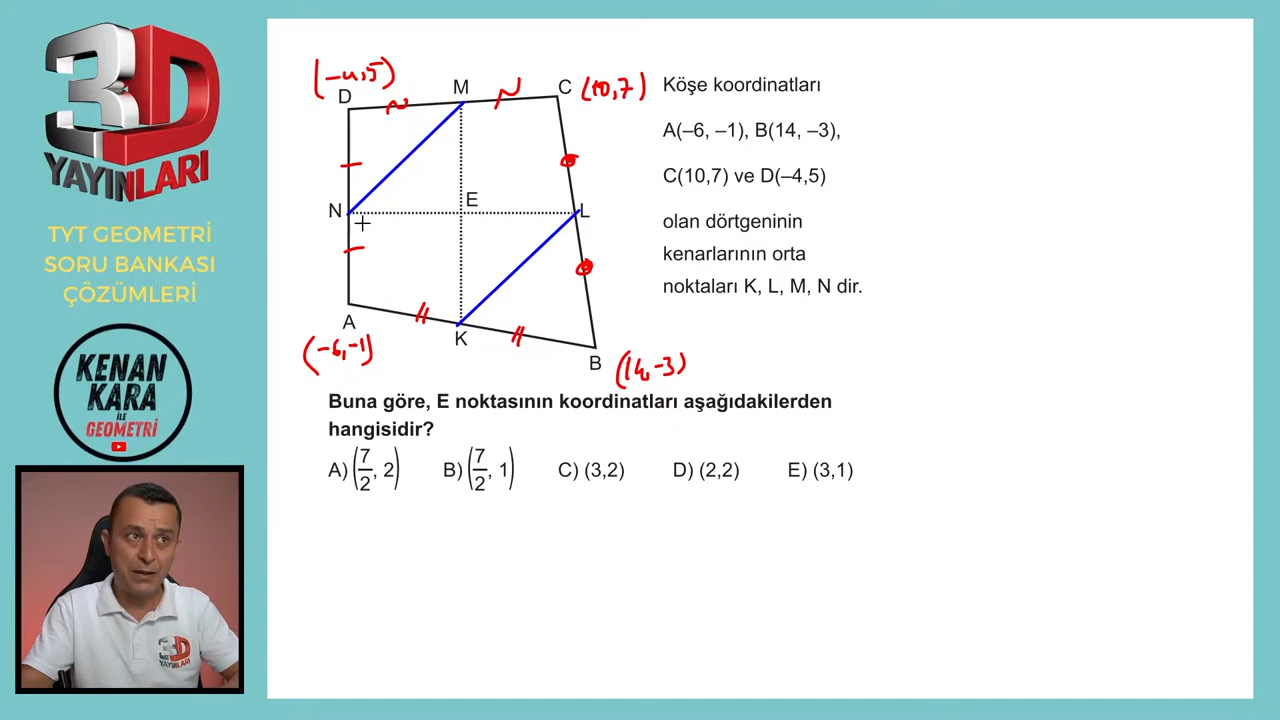 3D
YAYINLARI
TYT GEOMETRİ
SORU BANKASI
ÇÖZÜMLERİ
KENAN
KARA
İLE
GEOMETRİ
3D
YAYINLARI
(-4,5)
D
M
C (10,7)
N
E
L
A
K
B
(-6,-1)
(14,-3)
Köşe koordinatları
A(–6, –1), B(14, –3),
C(10,7) ve D(–4,5)
olan dörtgeninin
kenarlarının orta
noktaları K, L, M, N dir.
Buna göre, E noktasının koordinatları aşağıdakilerden
hangisidir?
A) (7/2, 2) B) (7/2, 1) C) (3,2) D) (2,2) E) (3,1)